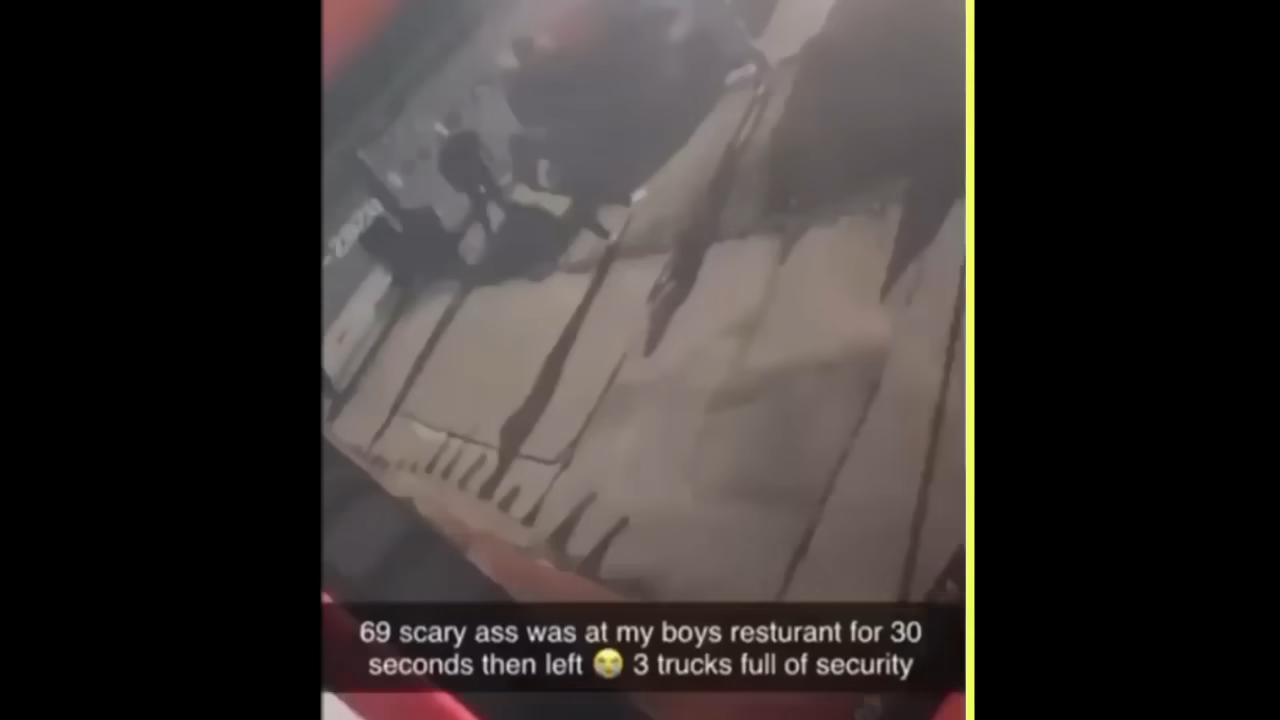 69 scary ass was at my boys resturant for 30
seconds then left 😭 3 trucks full of security